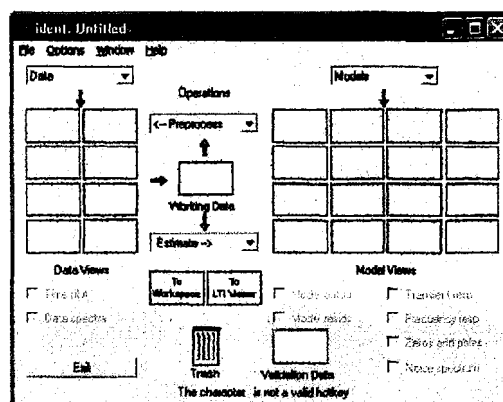 ident: Untitled
File Options Window Help
Data
Models
Operations
<-- Preprocess
Working Data
Estimate -->
Data Views
To Workspace
To LTI Viewer
Model Views
Time plot
Data spectra
Model output
Model resids
Transient resp
Frequency resp
Zeros and poles
Noise spectrum
Exit
Trash
Validation Data
The character is not a valid hotkey